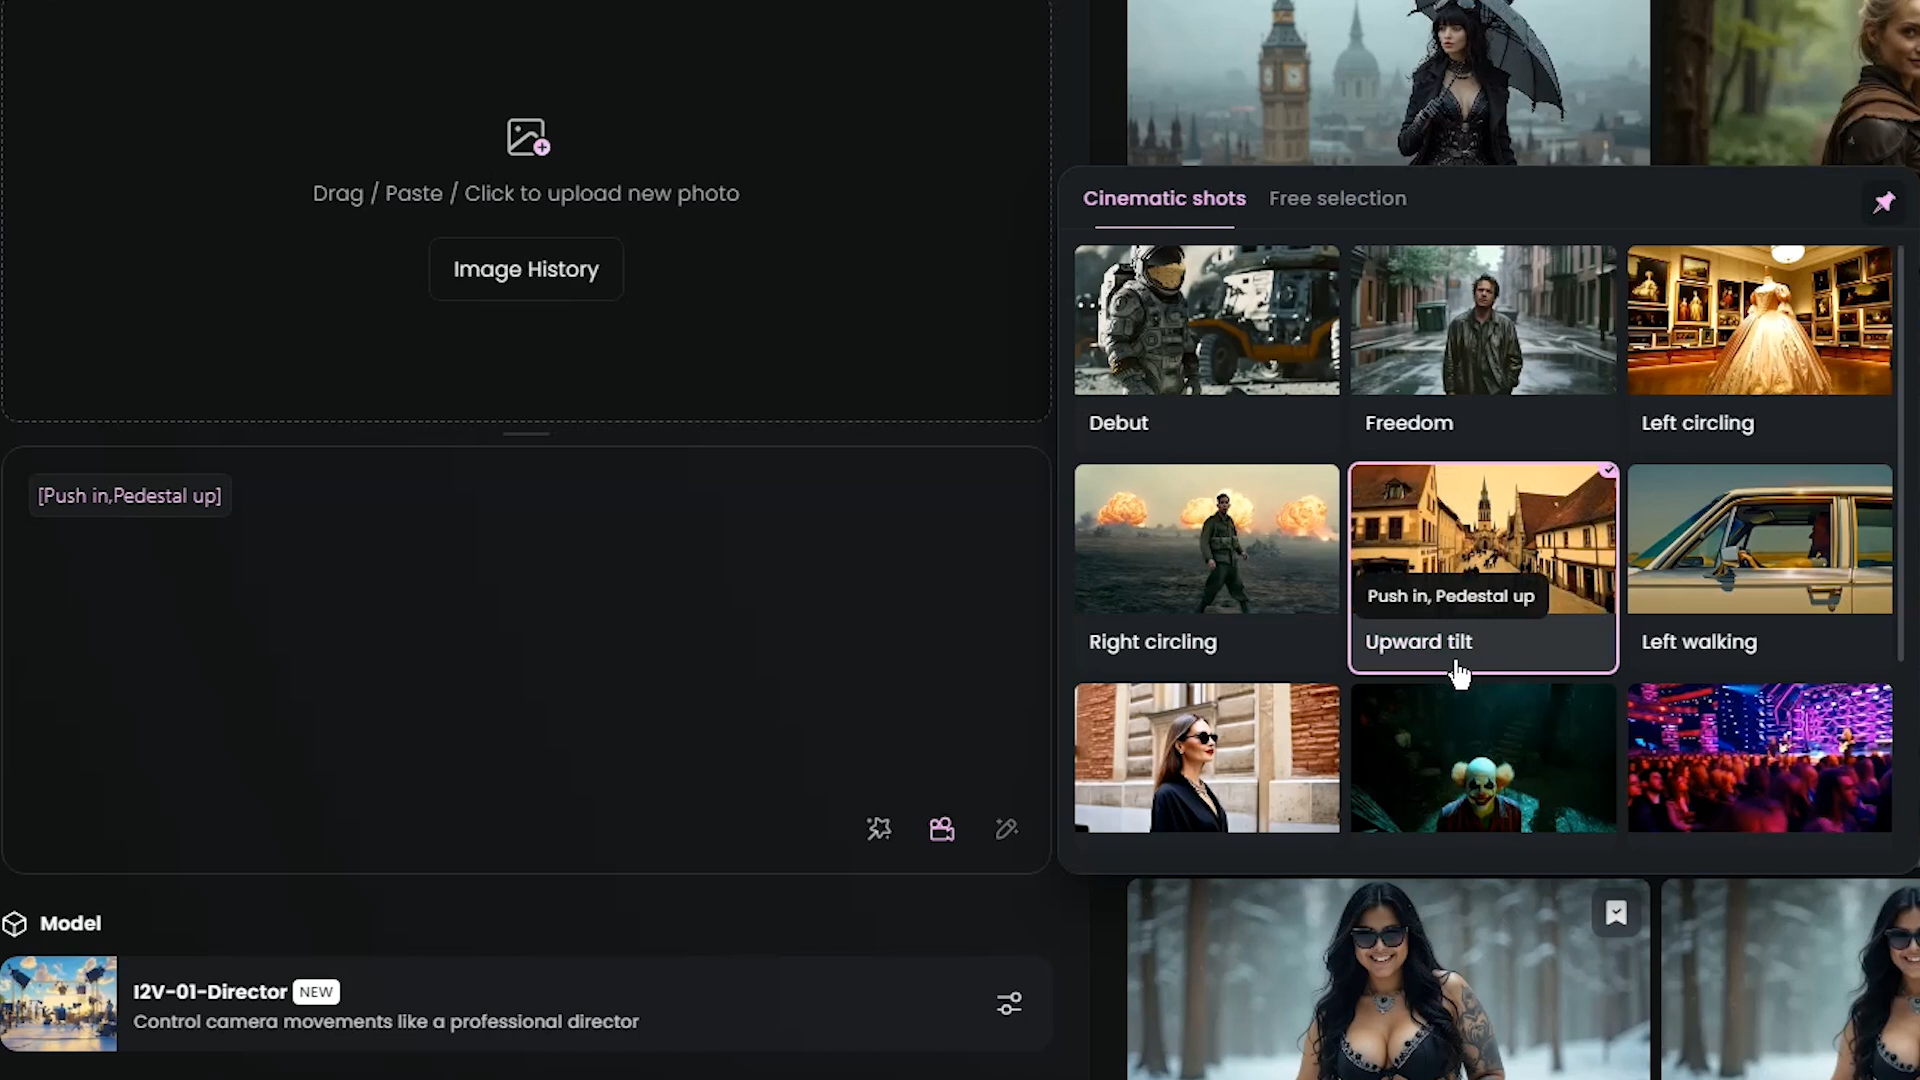 Drag / Paste / Click to upload new photo
Image History
[Push in,Pedestal up]
Model
I2V-01-Director NEW
Control camera movements like a professional director
Cinematic shots Free selection
Debut Freedom Left circling
Push in, Pedestal up
Right circling Upward tilt Left walking